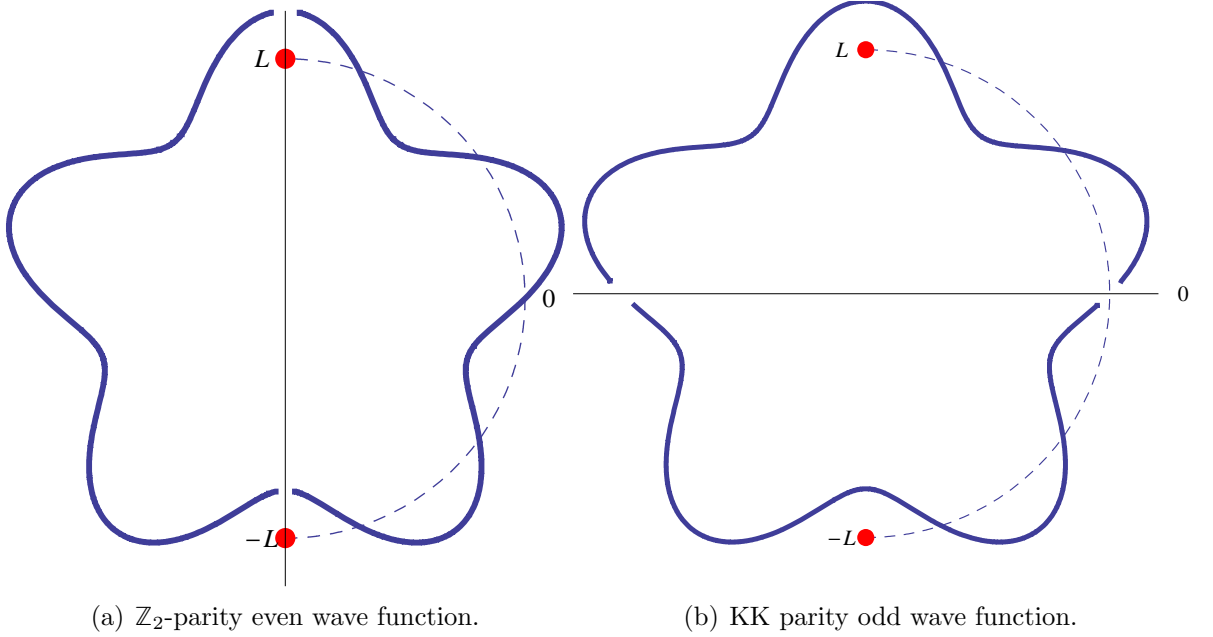 L
0
−L
L
0
−L
(a) ℤ₂-parity even wave function.
(b) KK parity odd wave function.